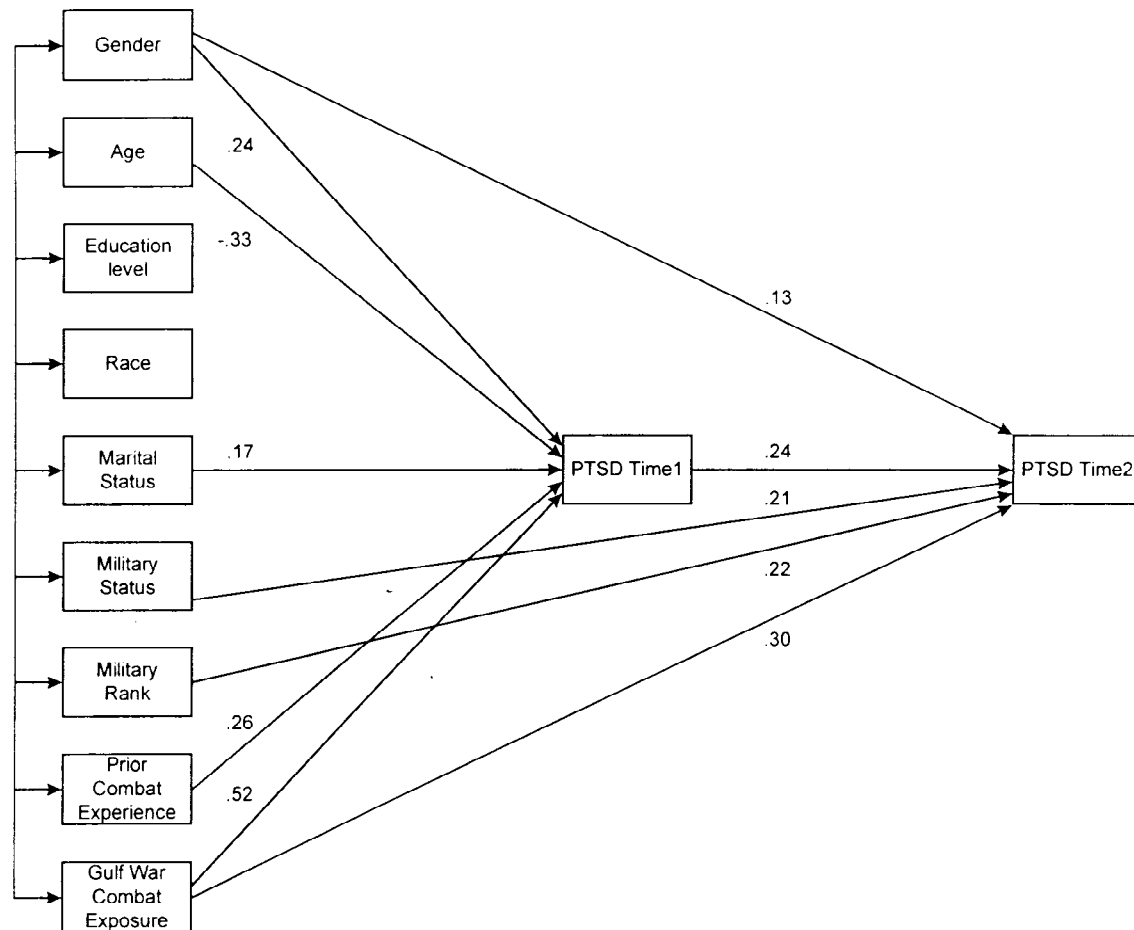 Gender
Age
.24
Education
level
-.33
.13
Race
Marital
Status
.17
PTSD Time1
.24
PTSD Time2
.21
Military
Status
.22
.30
Military
Rank
.26
Prior
Combat
Experience
.52
Gulf War
Combat
Exposure